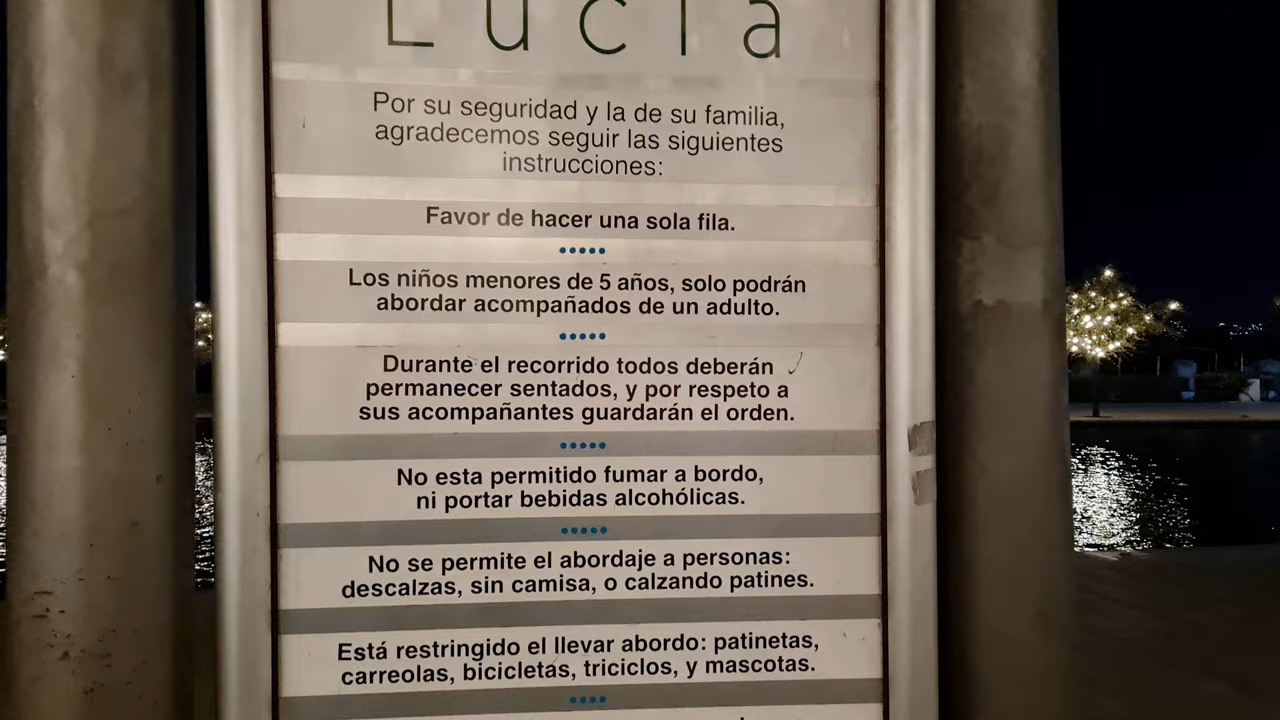 Lucía
Por su seguridad y la de su familia,
agradecemos seguir las siguientes
instrucciones:
Favor de hacer una sola fila.
Los niños menores de 5 años, solo podrán
abordar acompañados de un adulto.
Durante el recorrido todos deberán
permanecer sentados, y por respeto a
sus acompañantes guardarán el orden.
No esta permitido fumar a bordo,
ni portar bebidas alcohólicas.
No se permite el abordaje a personas:
descalzas, sin camisa, o calzando patines.
Está restringido el llevar abordo: patinetas,
carreolas, bicicletas, triciclos, y mascotas.